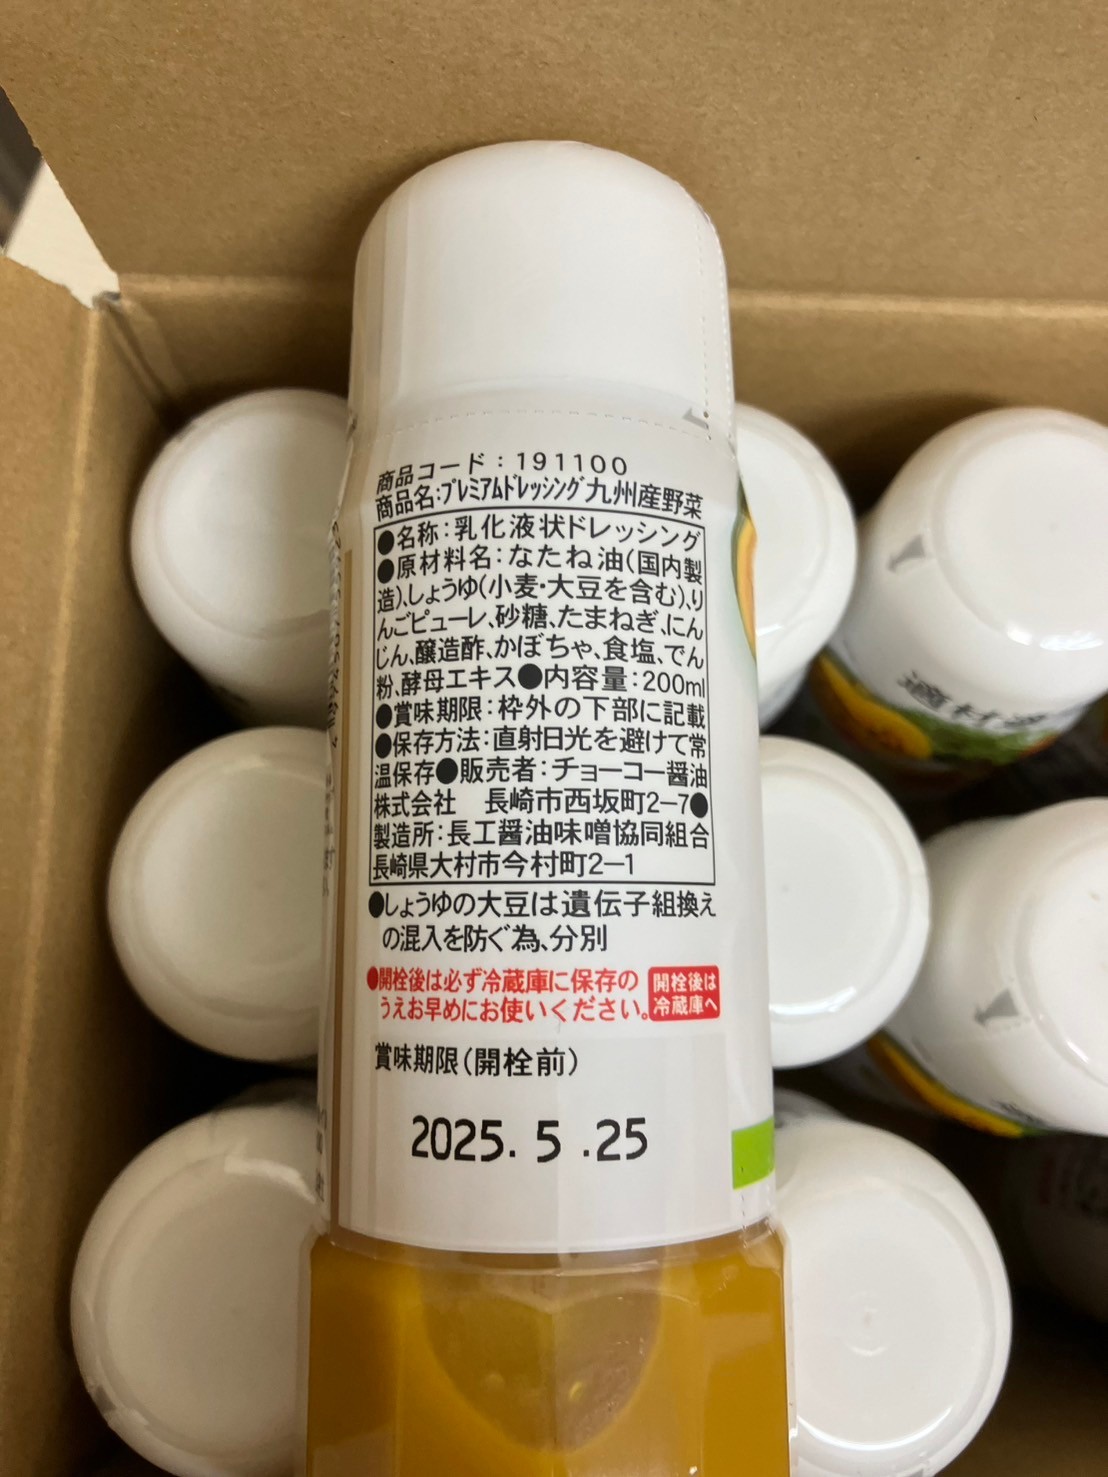 商品コード：191100
商品名：プレミアムドレッシング九州産野菜
●名称：乳化液状ドレッシング
●原材料名：なたね油(国内製
造)、しょうゆ(小麦・大豆を含む)、り
んごピューレ、砂糖、たまねぎ、にん
じん、醸造酢、かぼちゃ、食塩、でん
粉、酵母エキス●内容量：200ml
●賞味期限：枠外の下部に記載
●保存方法：直射日光を避けて常
温保存●販売者：チョーコー醤油
株式会社　長崎市西坂町2−7●
製造所：長工醤油味噌協同組合
長崎県大村市今村町2−1
●しょうゆの大豆は遺伝子組換え
の混入を防ぐ為、分別
●開栓後は必ず冷蔵庫に保存の
うえお早めにお使いください。
開栓後は
冷蔵庫へ
賞味期限(開栓前)
2025. 5 .25
適材適